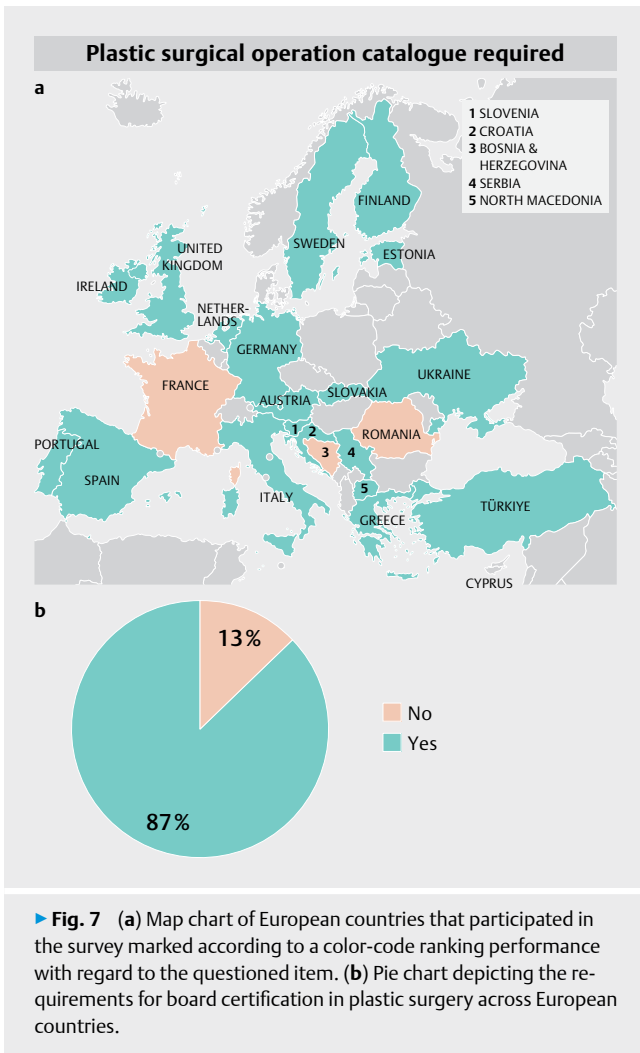 Plastic surgical operation catalogue required
a
1 SLOVENIA
2 CROATIA
3 BOSNIA &
HERZEGOVINA
4 SERBIA
5 NORTH MACEDONIA
FINLAND
SWEDEN
ESTONIA
UNITED
KINGDOM
IRELAND
NETHER-
LANDS
GERMANY
UKRAINE
FRANCE
SLOVAKIA
AUSTRIA
1 2
ROMANIA
3 4
PORTUGAL
SPAIN
5
ITALY
TÜRKIYE
GREECE
CYPRUS
b
13%
No
Yes
87%
▶ Fig. 7 (a) Map chart of European countries that participated in
the survey marked according to a color-code ranking performance
with regard to the questioned item. (b) Pie chart depicting the re-
quirements for board certification in plastic surgery across European
countries.